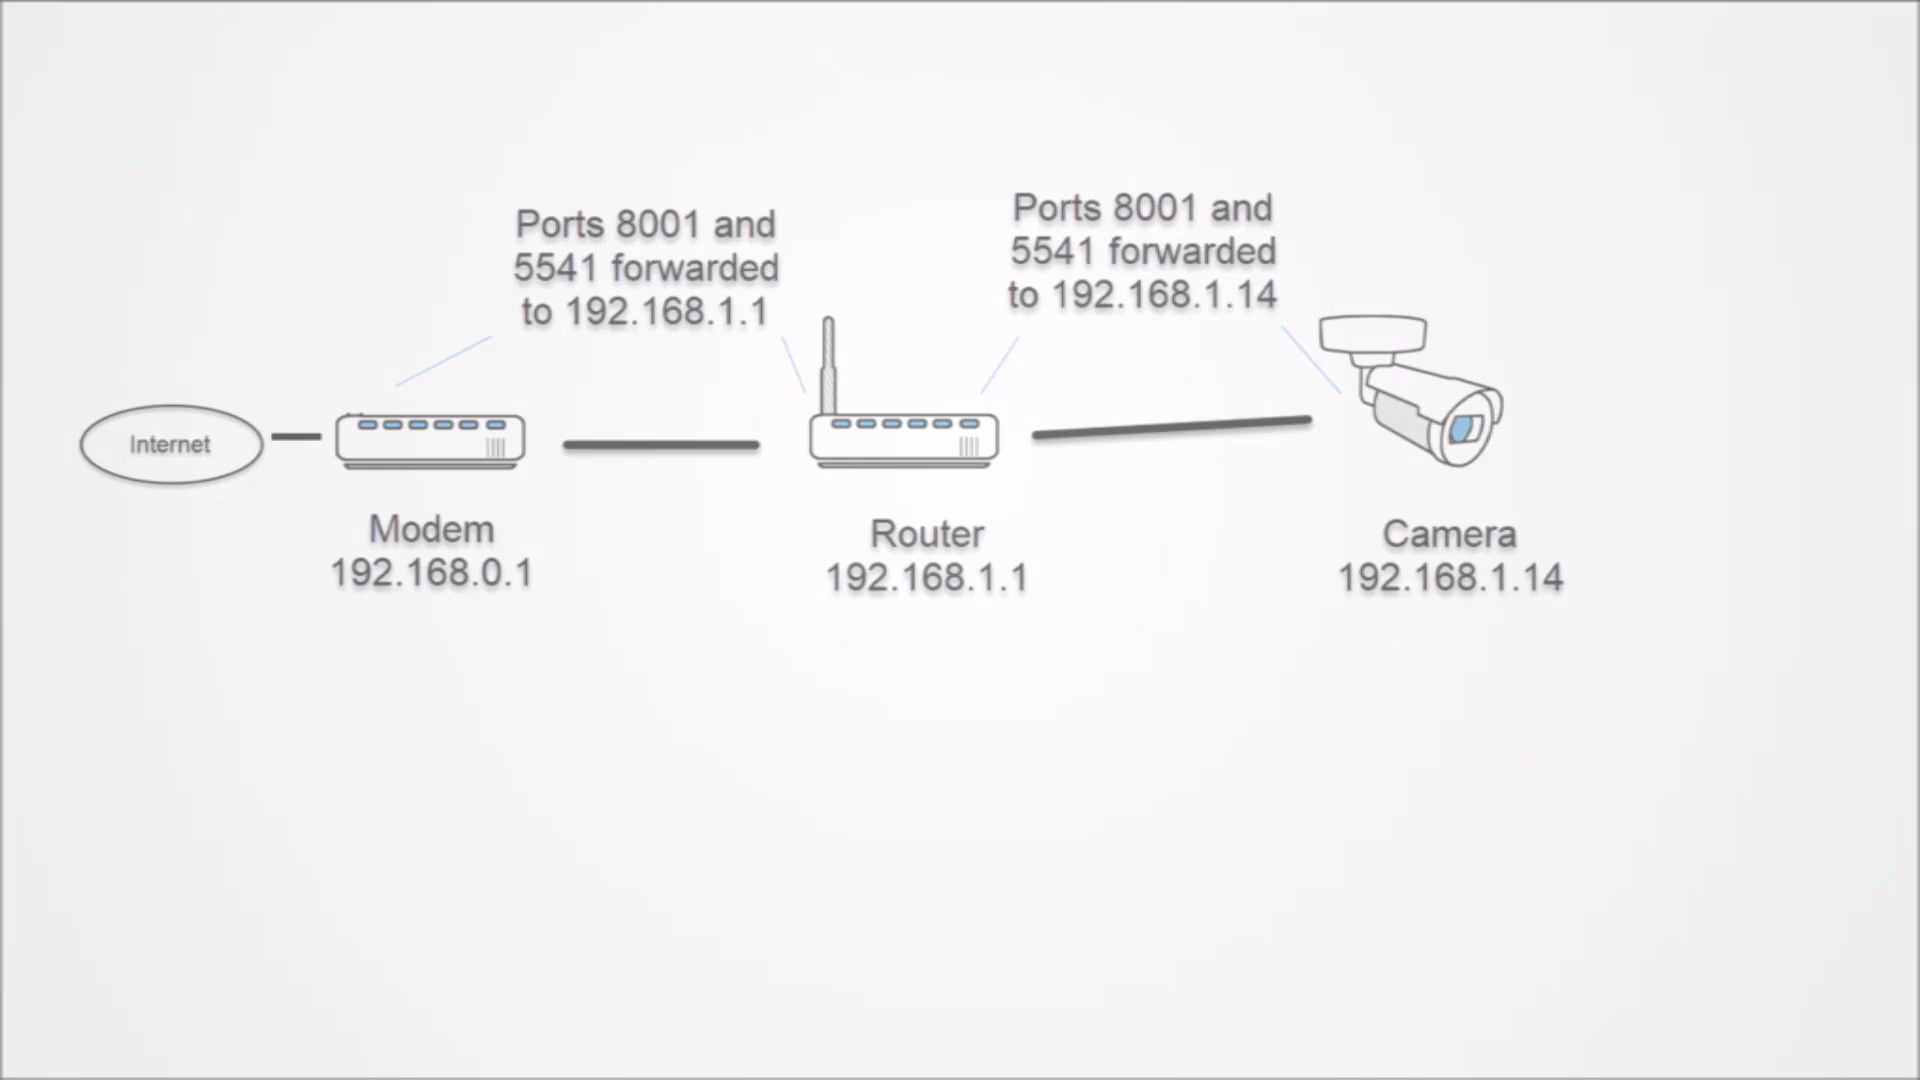 Ports 8001 and
5541 forwarded
to 192.168.1.1
Ports 8001 and
5541 forwarded
to 192.168.1.14
Internet
Modem
192.168.0.1
Router
192.168.1.1
Camera
192.168.1.14